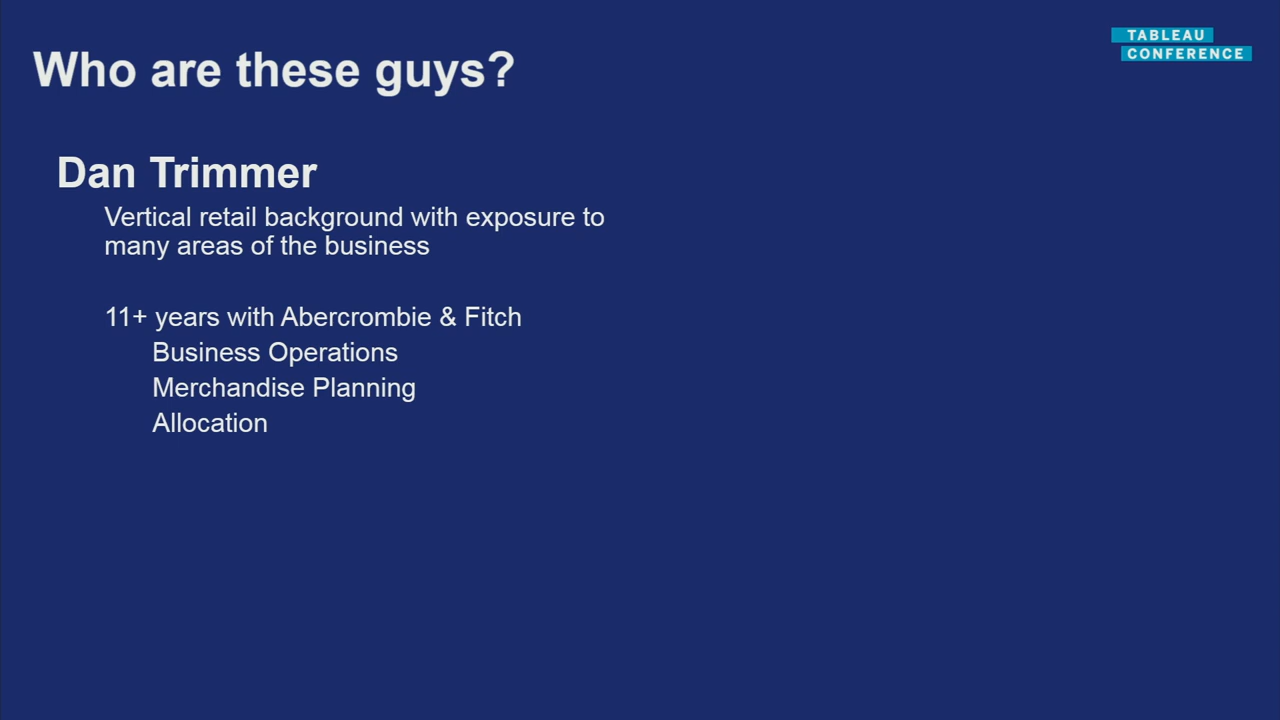 Who are these guys?
TABLEAU
CONFERENCE
Dan Trimmer
Vertical retail background with exposure to
many areas of the business
11+ years with Abercrombie & Fitch
Business Operations
Merchandise Planning
Allocation